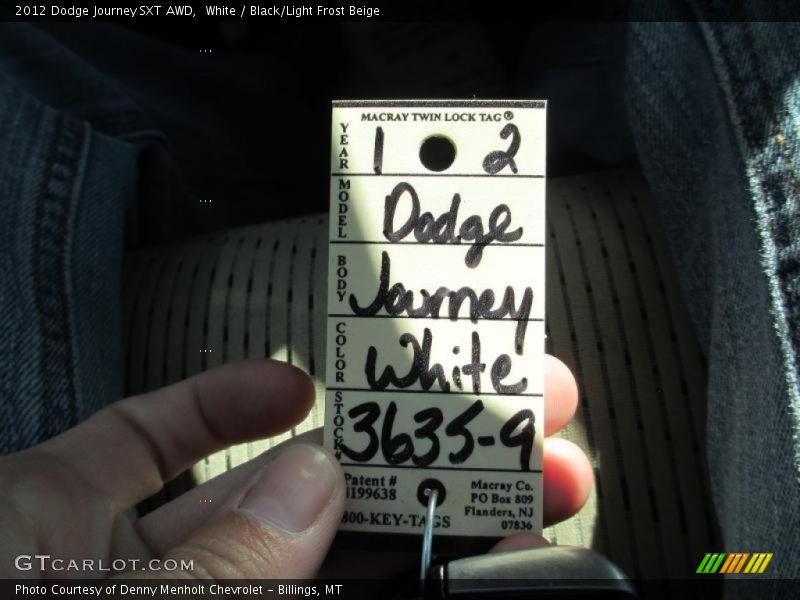 2012 Dodge Journey SXT AWD,  White / Black/Light Frost Beige
MACRAY TWIN LOCK TAG®
YEAR 1 2
MODEL Dodge
BODY Journey
COLOR White
STOCK# 3635-9
Patent #
1199638
800-KEY-TAGS
Macray Co.
PO Box 809
Flanders, NJ
07836
GTCARLOT.COM
Photo Courtesy of Denny Menholt Chevrolet - Billings, MT